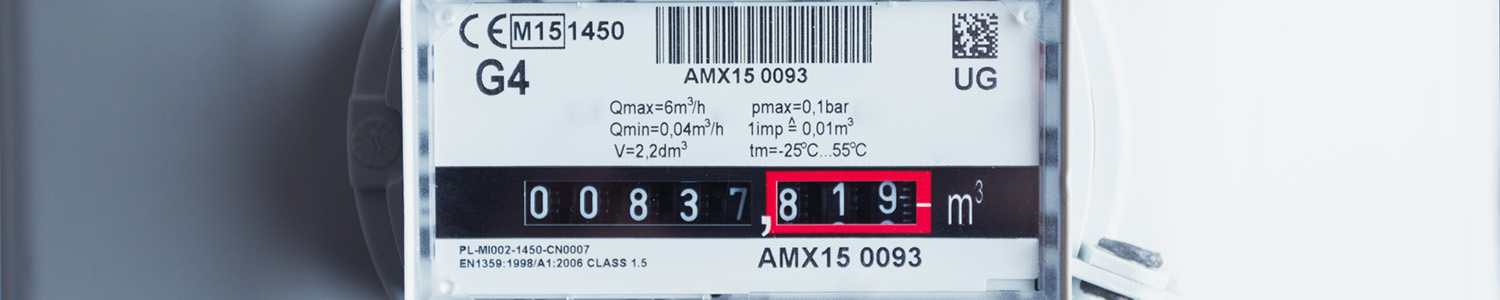 CE M15 1450
G4
AMX15 0093
UG
Qmax=6m³/h pmax=0,1bar
Qmin=0,04m³/h 1imp ≙ 0,01m³
V=2,2dm³ tm=-25°C...55°C
00837,819 m³
PL-MI002-1450-CN0007
EN1359:1998/A1:2006 CLASS 1.5
AMX15 0093